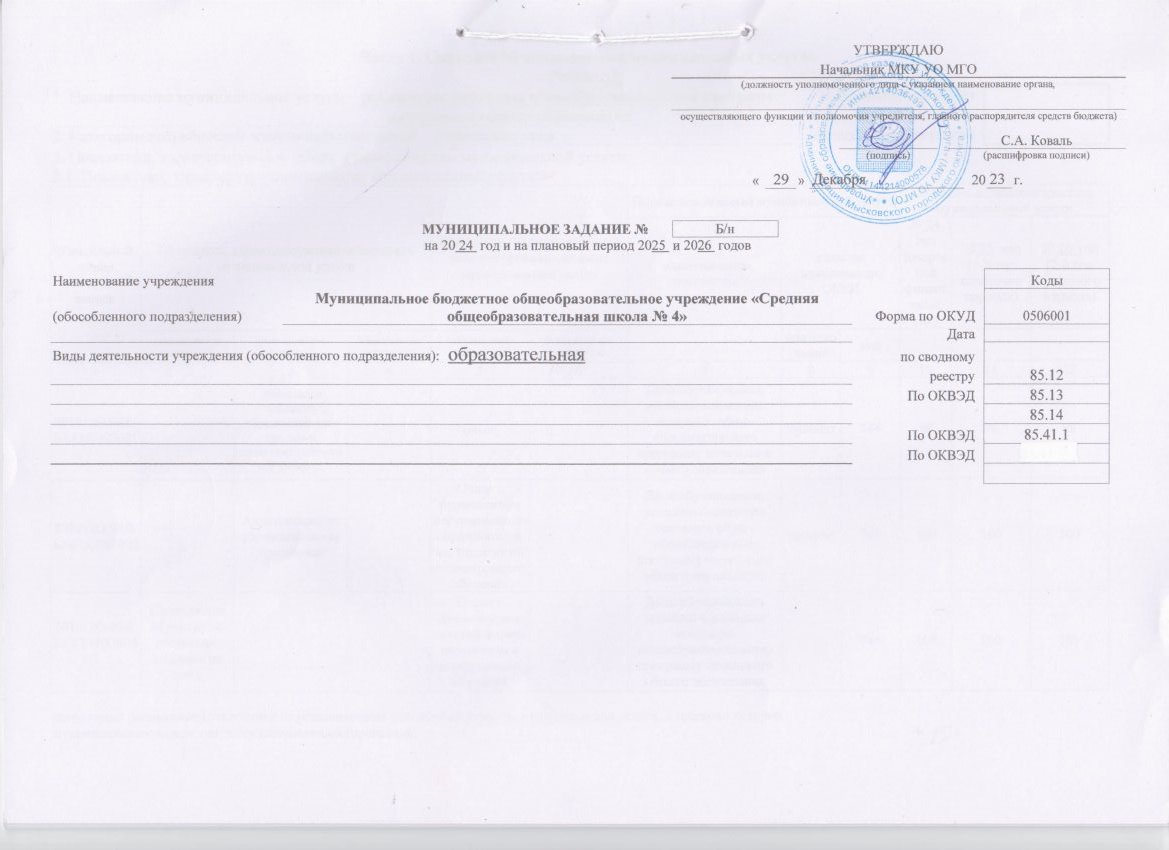 УТВЕРЖДАЮ
Начальник МКУ УО МГО
(должность уполномоченного лица с указанием наименование органа,
осуществляющего функции и полномочия учредителя, главного распорядителя средств бюджета)
С.А. Коваль
(подпись) (расшифровка подписи)
« 29 » Декабря 20 23 г.
МУНИЦИПАЛЬНОЕ ЗАДАНИЕ № Б/н
на 20 24 год и на плановый период 2025 и 2026 годов
Наименование учреждения Коды
Муниципальное бюджетное общеобразовательное учреждение «Средняя
(обособленного подразделения) общеобразовательная школа № 4» Форма по ОКУД 0506001
Дата
Виды деятельности учреждения (обособленного подразделения): образовательная по сводному
реестру 85.12
По ОКВЭД 85.13
85.14
По ОКВЭД 85.41.1
По ОКВЭД